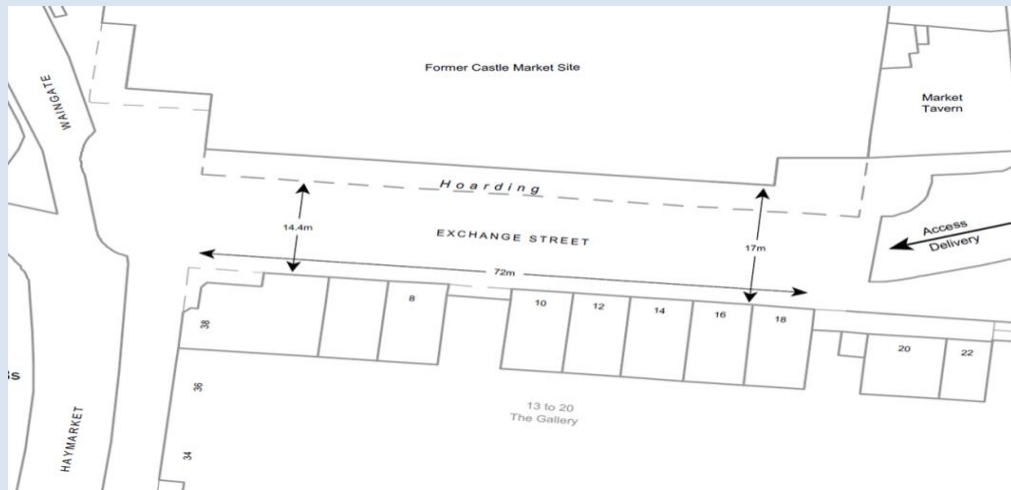 Former Castle Market Site
WAINGATE
Market
Tavern
Hoarding
14.4m
EXCHANGE STREET
17m
Access
Delivery
72m
8
10
12
14
16
18
38
20
22
36
13 to 20
The Gallery
HAYMARKET
34